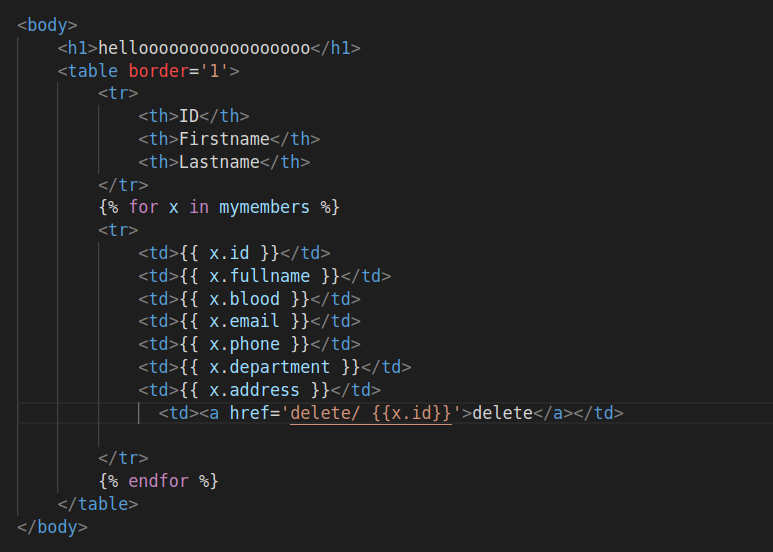 <body>
<h1>hellooooooooooooooooo</h1>
<table border='1'>
<tr>
<th>ID</th>
<th>Firstname</th>
<th>Lastname</th>
</tr>
{% for x in mymembers %}
<tr>
<td>{{ x.id }}</td>
<td>{{ x.fullname }}</td>
<td>{{ x.blood }}</td>
<td>{{ x.email }}</td>
<td>{{ x.phone }}</td>
<td>{{ x.department }}</td>
<td>{{ x.address }}</td>
<td><a href='delete/ {{x.id}}'>delete</a></td>
</tr>
{% endfor %}
</table>
</body>